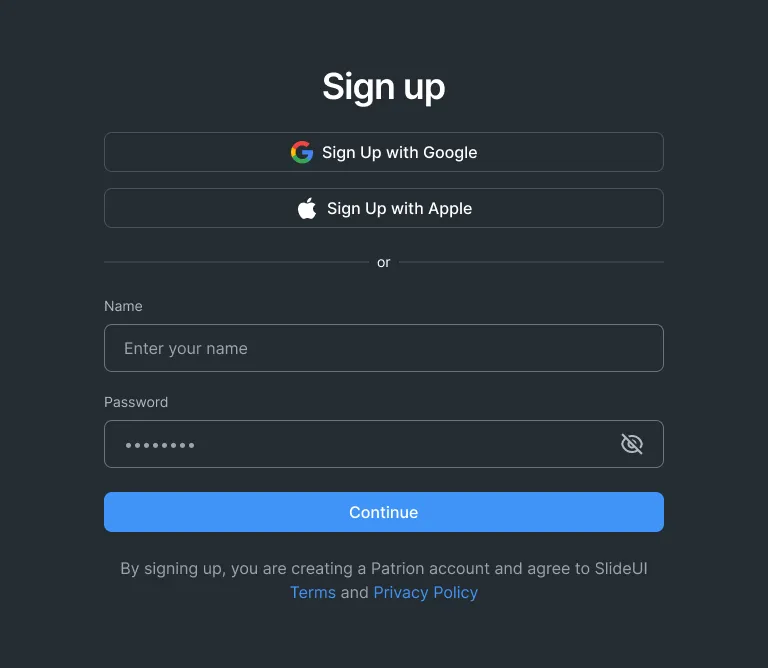 Sign up
Sign Up with Google
Sign Up with Apple
or
Name
Enter your name
Password
••••••••
Continue
By signing up, you are creating a Patrion account and agree to SlideUI
Terms and Privacy Policy